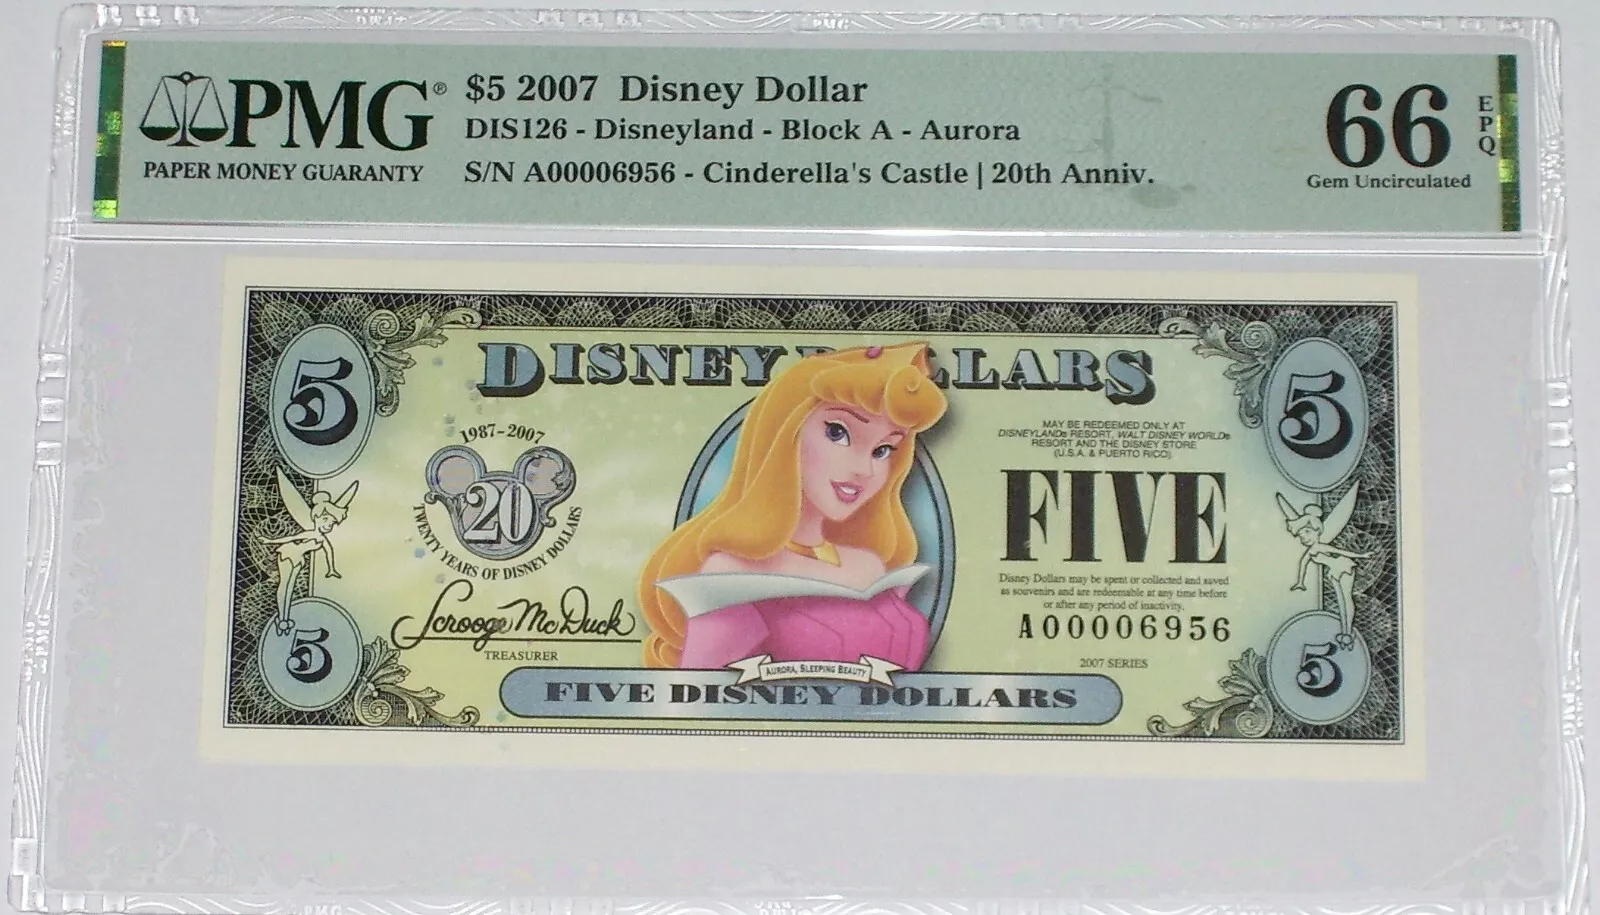 PMG®
PAPER MONEY GUARANTY
$5 2007 Disney Dollar
DIS126 - Disneyland - Block A - Aurora
S/N A00006956 - Cinderella's Castle | 20th Anniv.
66
EPQ
Gem Uncirculated
5
DISNEY DOLLARS
5
1987-2007
20
TWENTY YEARS OF DISNEY DOLLARS
MAY BE REDEEMED ONLY AT
DISNEYLAND® RESORT, WALT DISNEY WORLD®
RESORT AND THE DISNEY STORE
(U.S.A. & PUERTO RICO).
FIVE
Disney Dollars may be spent or collected and saved
as souvenirs and are redeemable at any time before
or after any period of inactivity.
A00006956
2007 SERIES
Scrooge McDuck
TREASURER
AURORA, SLEEPING BEAUTY
5
FIVE DISNEY DOLLARS
5
PMG